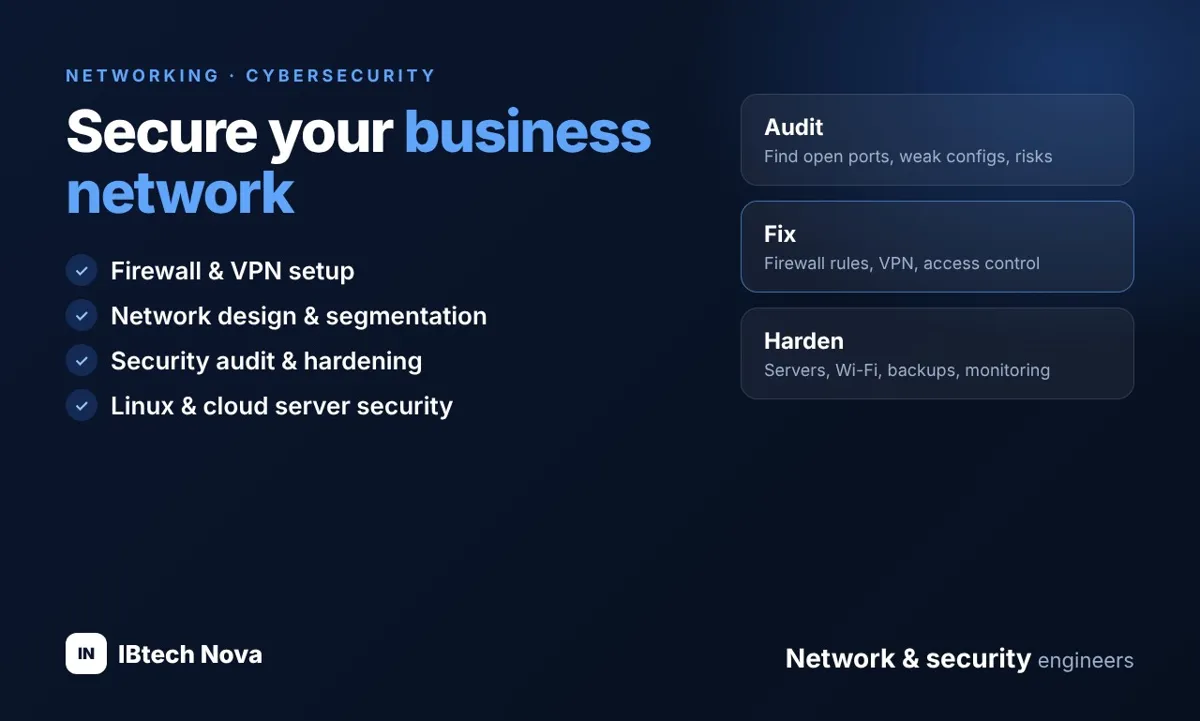 NETWORKING · CYBERSECURITY
Secure your business
network
Firewall & VPN setup
Network design & segmentation
Security audit & hardening
Linux & cloud server security
Audit
Find open ports, weak configs, risks
Fix
Firewall rules, VPN, access control
Harden
Servers, Wi-Fi, backups, monitoring
IN IBtech Nova
Network & security engineers